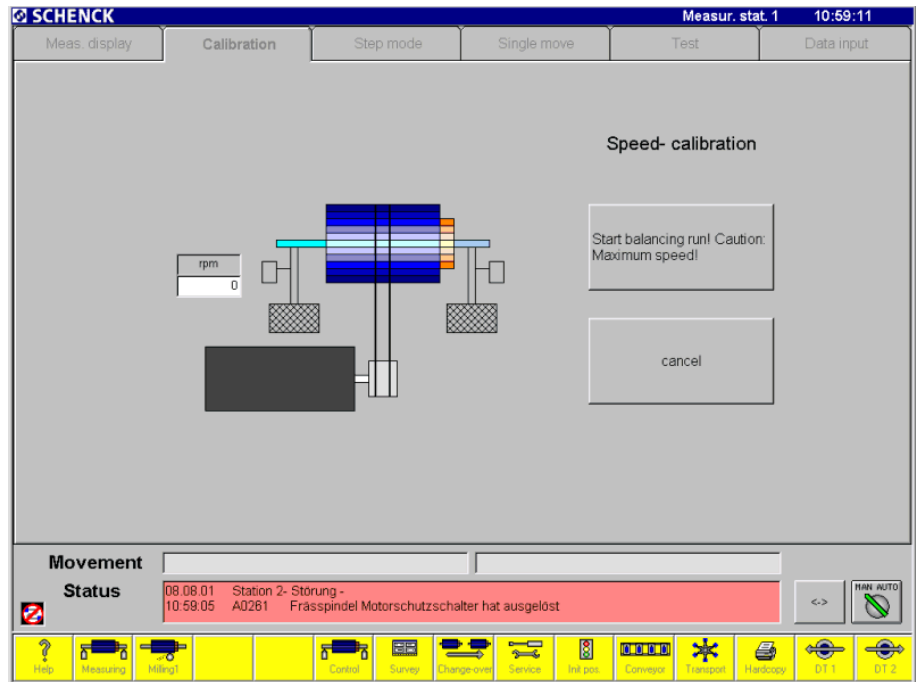 SCHENCK Measur. stat. 1 10:59:11
Meas. display Calibration Step mode Single move Test Data input
Speed- calibration
Start balancing run! Caution:
Maximum speed!
rpm
0
cancel
Movement
Status
08.08.01 Station 2- Störung -
10:59:05 A0261 Frässpindel Motorschutzschalter hat ausgelöst
<->
MAN AUTO
Help Measuring Milling1 Control Survey Change-over Service Init pos. Conveyor Transport Hardcopy DT 1 DT 2